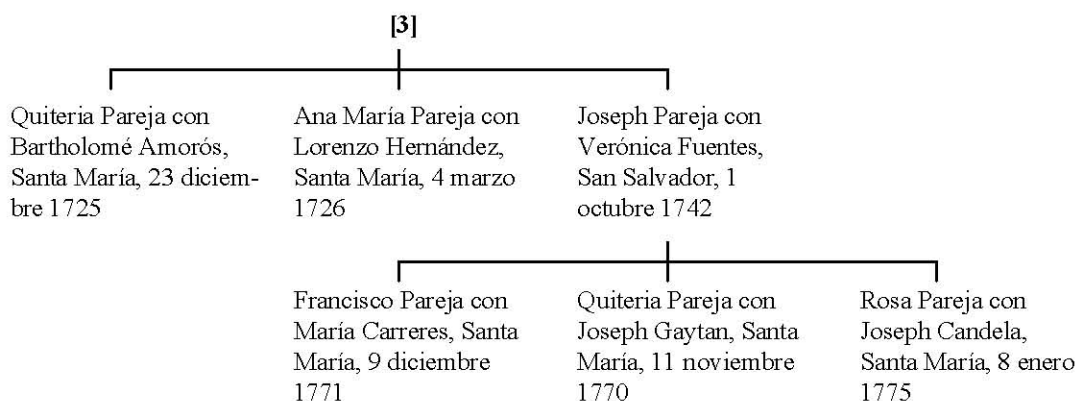 [3]
Quiteria Pareja con
Bartholomé Amorós,
Santa María, 23 diciem-
bre 1725
Ana María Pareja con
Lorenzo Hernández,
Santa María, 4 marzo
1726
Joseph Pareja con
Verónica Fuentes,
San Salvador, 1
octubre 1742
Francisco Pareja con
María Carreres, Santa
María, 9 diciembre
1771
Quiteria Pareja con
Joseph Gaytan, Santa
María, 11 noviembre
1770
Rosa Pareja con
Joseph Candela,
Santa María, 8 enero
1775